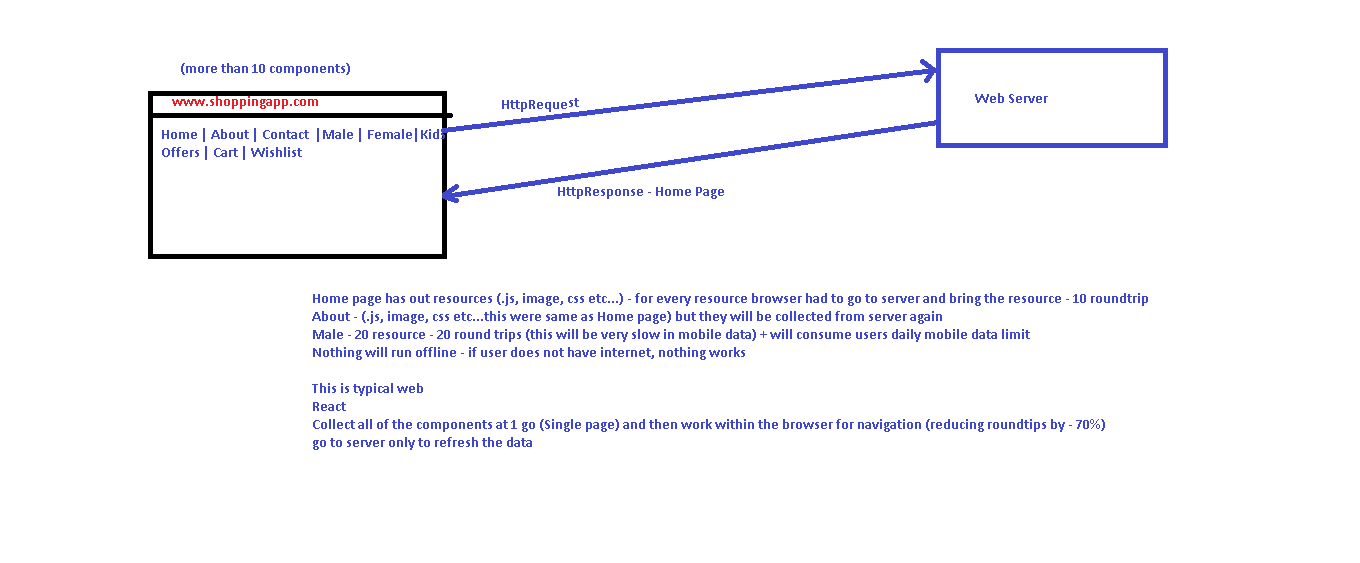 (more than 10 components)
www.shoppingapp.com
Home | About | Contact |Male | Female|Kids
Offers | Cart | Wishlist
HttpRequest
Web Server
HttpResponse - Home Page
Home page has out resources (.js, image, css etc...) - for every resource browser had to go to server and bring the resource - 10 roundtrip
About - (.js, image, css etc...this were same as Home page) but they will be collected from server again
Male - 20 resource - 20 round trips (this will be very slow in mobile data) + will consume users daily mobile data limit
Nothing will run offline - if user does not have internet, nothing works
This is typical web
React
Collect all of the components at 1 go (Single page) and then work within the browser for navigation (reducing roundtips by - 70%)
go to server only to refresh the data